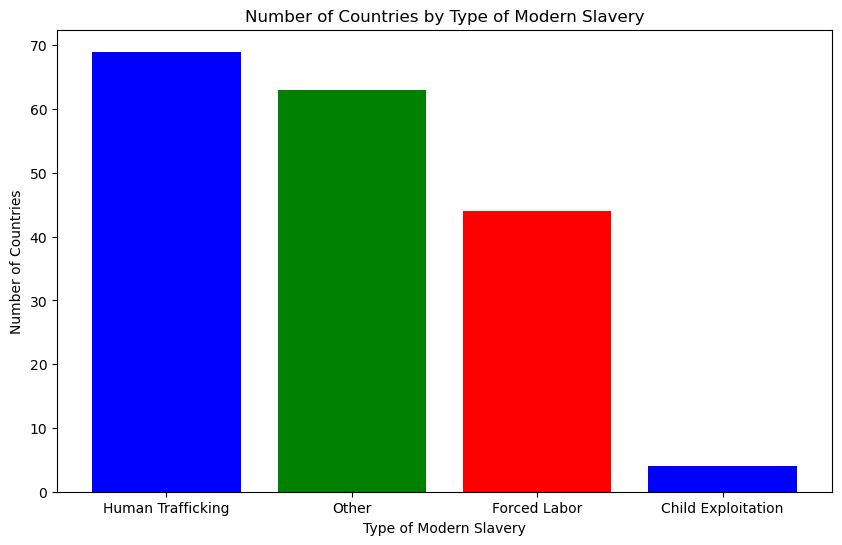 Number of Countries by Type of Modern Slavery
Number of Countries
70
60
50
40
30
20
10
0
Human Trafficking
Other
Forced Labor
Child Exploitation
Type of Modern Slavery